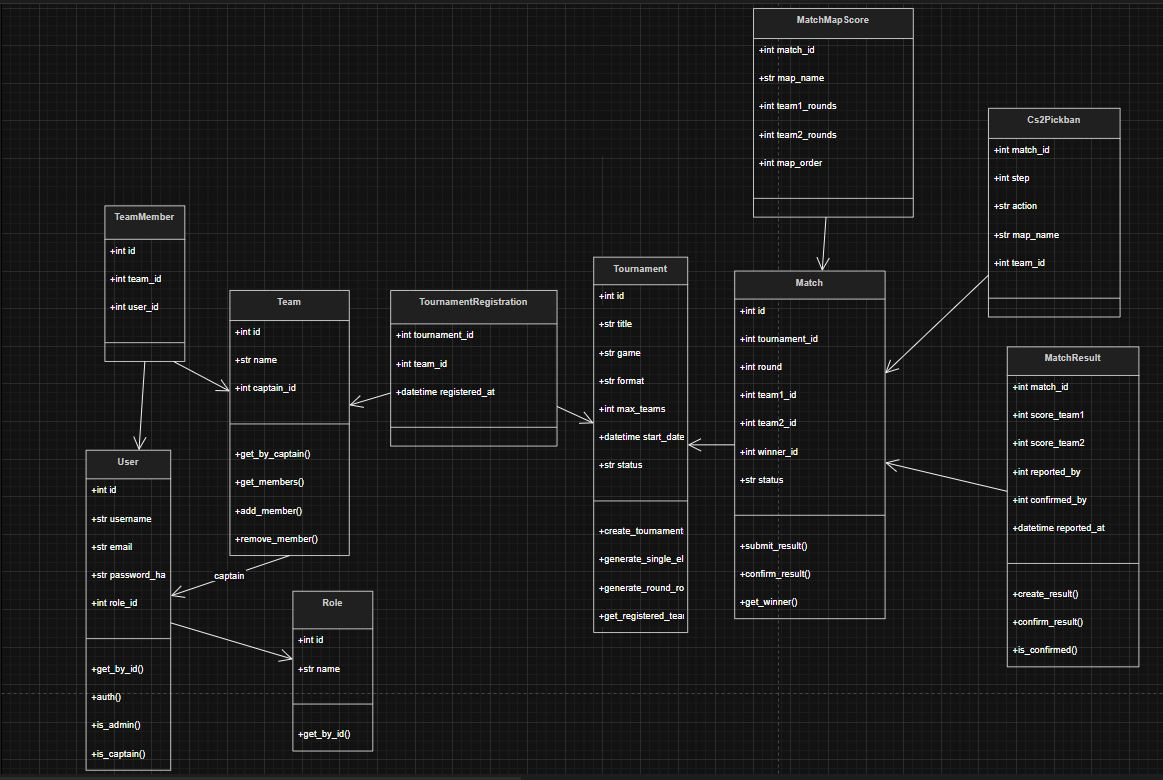 MatchMapScore
+int match_id
+str map_name
+int team1_rounds
+int team2_rounds
+int map_order
Cs2Pickban
+int match_id
+int step
+str action
+str map_name
+int team_id
TeamMember
+int id
+int team_id
+int user_id
Team
+int id
+str name
+int captain_id
+get_by_captain()
+get_members()
+add_member()
+remove_member()
TournamentRegistration
+int tournament_id
+int team_id
+datetime registered_at
Tournament
+int id
+str title
+str game
+str format
+int max_teams
+datetime start_date
+str status
+create_tournament
+generate_single_el
+generate_round_ro
+get_registered_tea
Match
+int id
+int tournament_id
+int round
+int team1_id
+int team2_id
+int winner_id
+str status
+submit_result()
+confirm_result()
+get_winner()
MatchResult
+int match_id
+int score_team1
+int score_team2
+int reported_by
+int confirmed_by
+datetime reported_at
+create_result()
+confirm_result()
+is_confirmed()
User
+int id
+str username
+str email
+str password_ha
+int role_id
+get_by_id()
+auth()
+is_admin()
+is_captain()
captain
Role
+int id
+str name
+get_by_id()